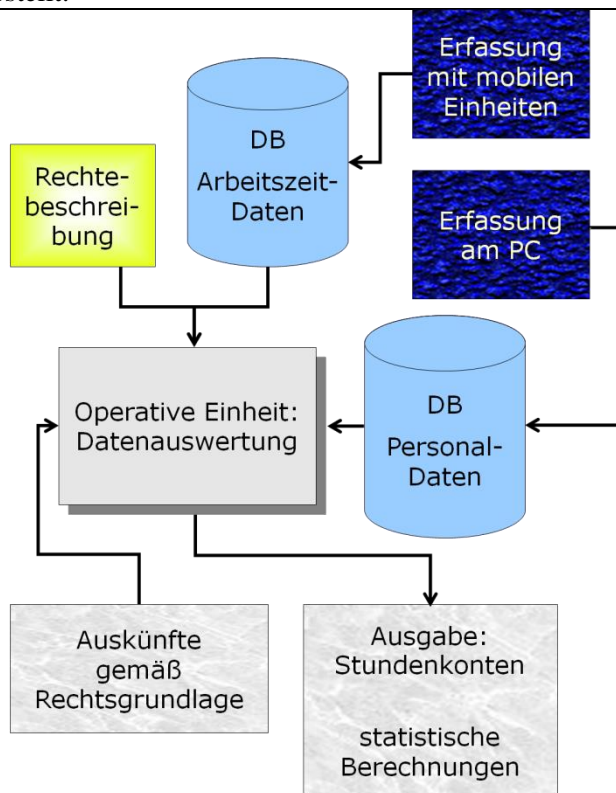 Erfassung
mit mobilen
Einheiten
DB
Arbeitszeit-
Daten
Rechte-
beschrei-
bung
Erfassung
am PC
Operative Einheit:
Datenauswertung
DB
Personal-
Daten
Auskünfte
gemäß
Rechtsgrundlage
Ausgabe:
Stundenkonten
statistische
Berechnungen